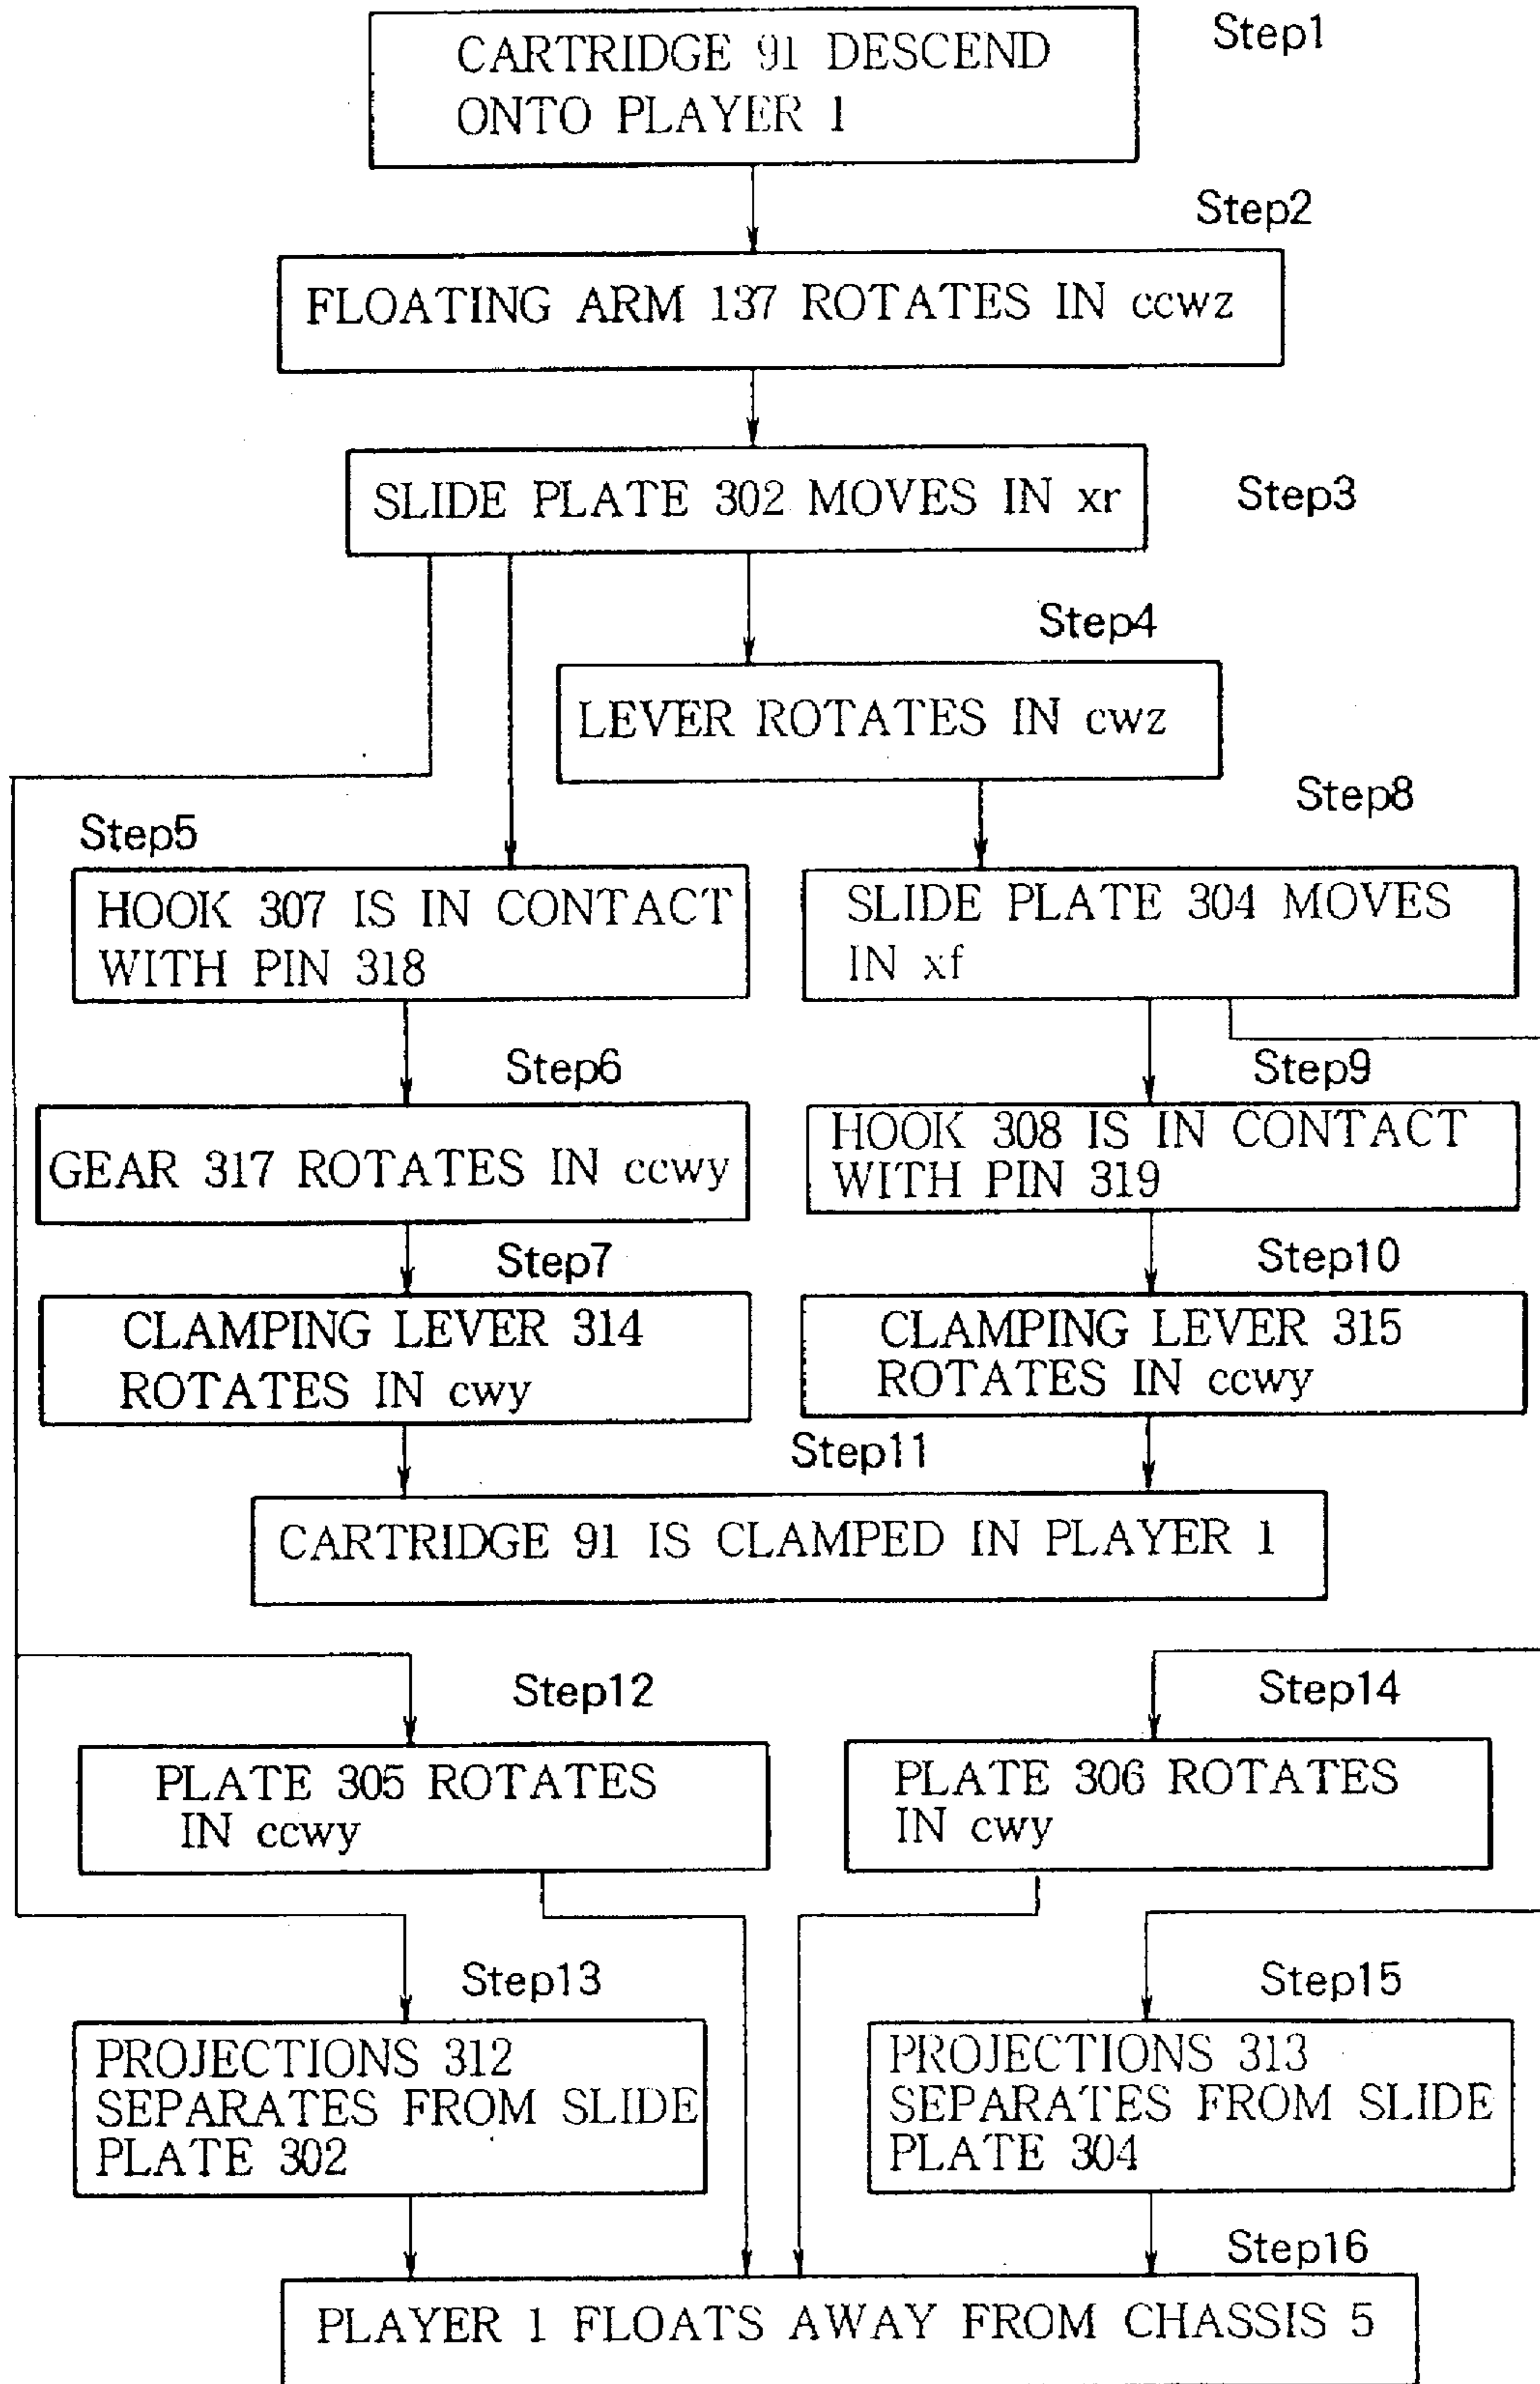 Step1
CARTRIDGE 91 DESCEND
ONTO PLAYER 1
Step2
FLOATING ARM 137 ROTATES IN ccwz
SLIDE PLATE 302 MOVES IN xr
Step3
Step4
LEVER ROTATES IN cwz
Step8
Step5
HOOK 307 IS IN CONTACT
WITH PIN 318
SLIDE PLATE 304 MOVES
IN xf
Step6
GEAR 317 ROTATES IN ccwy
Step9
HOOK 308 IS IN CONTACT
WITH PIN 319
Step7
CLAMPING LEVER 314
ROTATES IN cwy
Step10
CLAMPING LEVER 315
ROTATES IN ccwy
Step11
CARTRIDGE 91 IS CLAMPED IN PLAYER 1
Step12
PLATE 305 ROTATES
IN ccwy
Step14
PLATE 306 ROTATES
IN cwy
Step13
PROJECTIONS 312
SEPARATES FROM SLIDE
PLATE 302
Step15
PROJECTIONS 313
SEPARATES FROM SLIDE
PLATE 304
Step16
PLAYER 1 FLOATS AWAY FROM CHASSIS 5